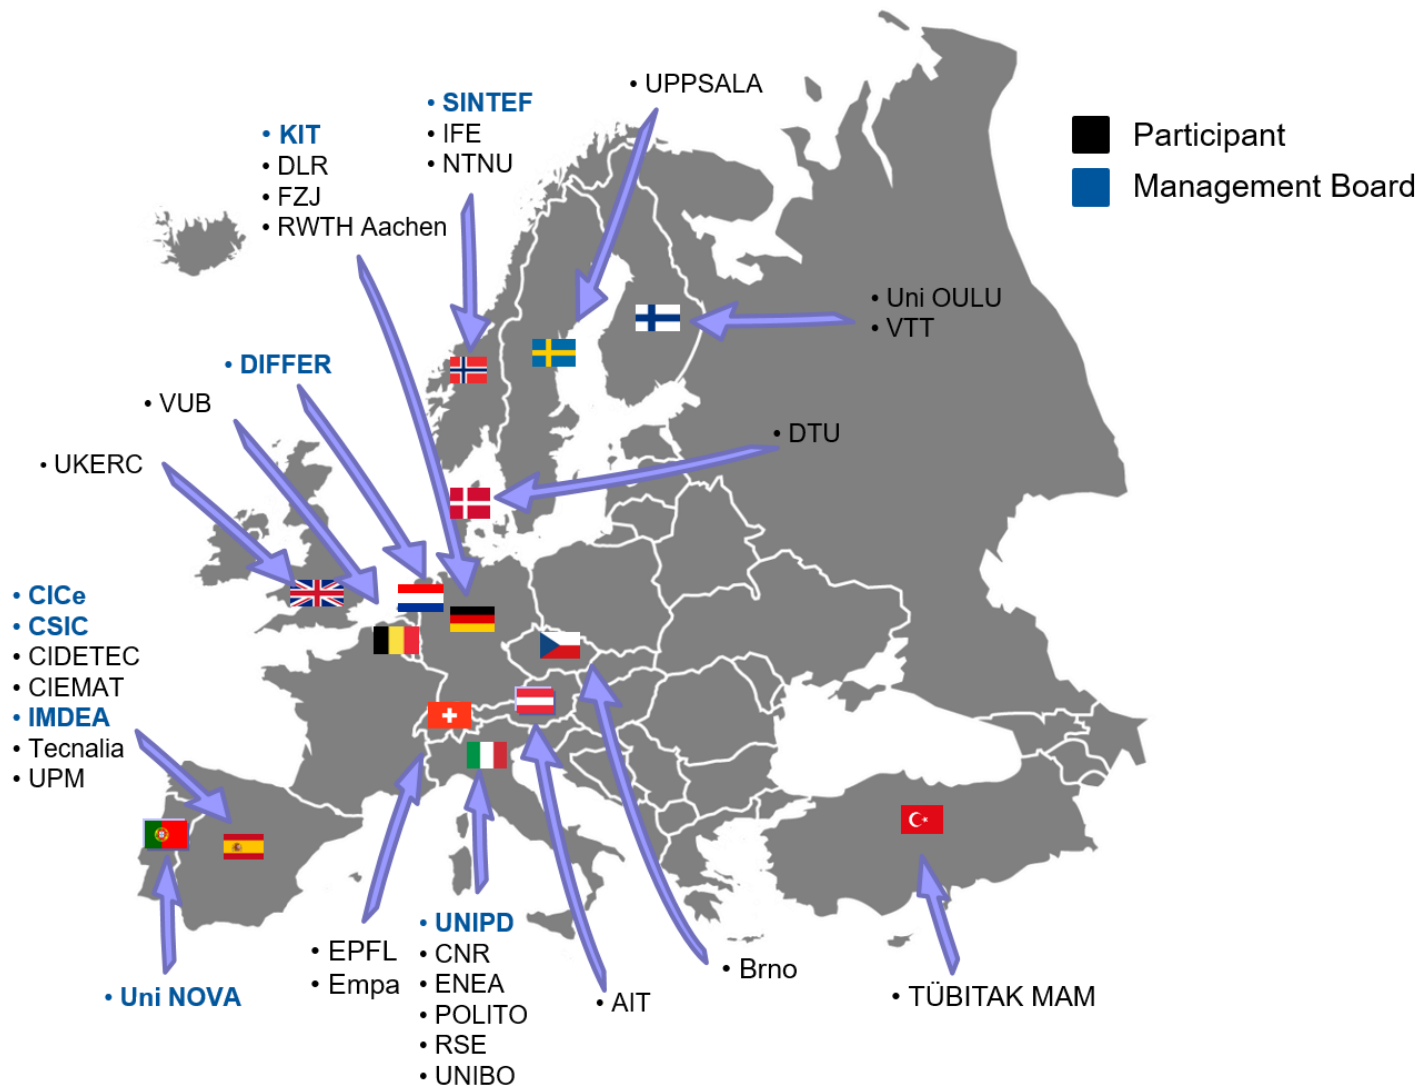 • UPPSALA
• SINTEF
• IFE
• NTNU
• KIT
• DLR
• FZJ
• RWTH Aachen
Participant
Management Board
• Uni OULU
• VTT
• DIFFER
• VUB
• DTU
• UKERC
• CICe
• CSIC
• CIDETEC
• CIEMAT
• IMDEA
• Tecnalia
• UPM
• Uni NOVA
• EPFL
• Empa
• UNIPD
• CNR
• ENEA
• POLITO
• RSE
• UNIBO
• AIT
• Brno
• TÜBITAK MAM